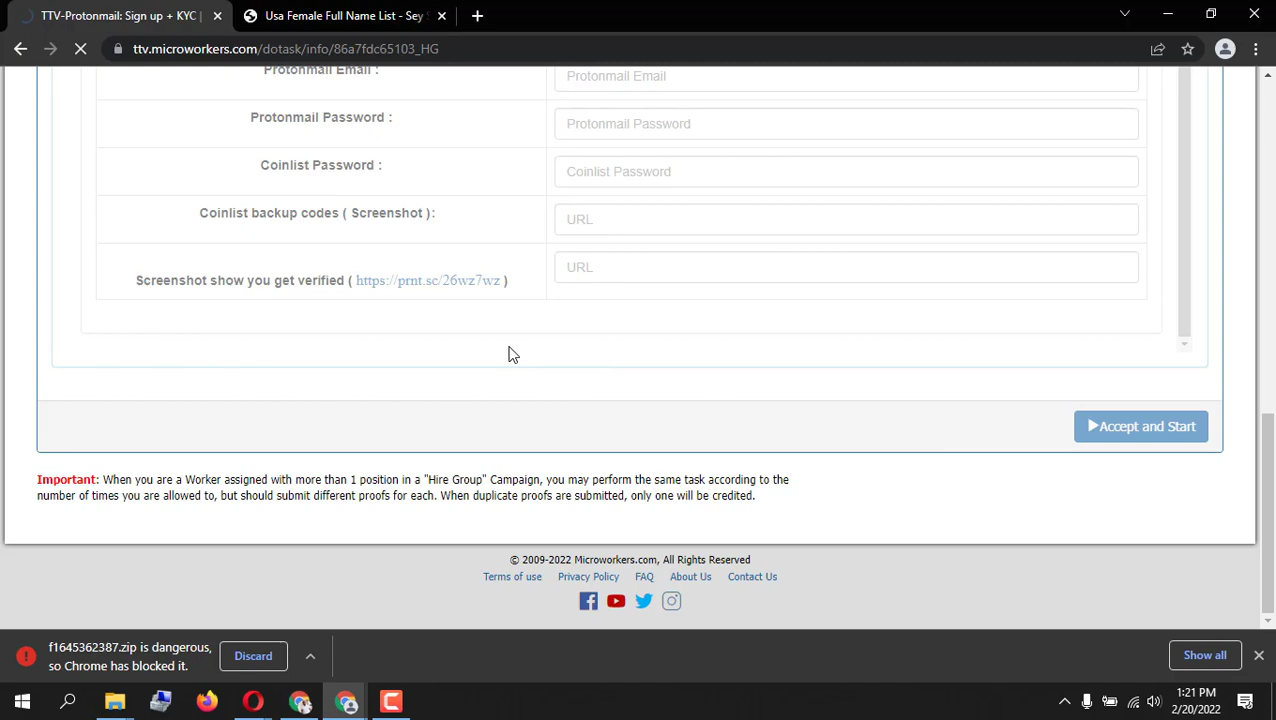 TTV-Protonmail: Sign up + KYC |
Usa Female Full Name List - Sey
ttv.microworkers.com/dotask/info/86a7fdc65103_HG
Protonmail Email :
Protonmail Email
Protonmail Password :
Protonmail Password
Coinlist Password :
Coinlist Password
Coinlist backup codes ( Screenshot ):
URL
Screenshot show you get verified ( https://prnt.sc/26wz7wz )
URL
Accept and Start
Important: When you are a Worker assigned with more than 1 position in a "Hire Group" Campaign, you may perform the same task according to the
number of times you are allowed to, but should submit different proofs for each. When duplicate proofs are submitted, only one will be credited.
© 2009-2022 Microworkers.com, All Rights Reserved
Terms of use Privacy Policy FAQ About Us Contact Us
f1645362387.zip is dangerous,
so Chrome has blocked it.
Discard
Show all
1:21 PM
2/20/2022